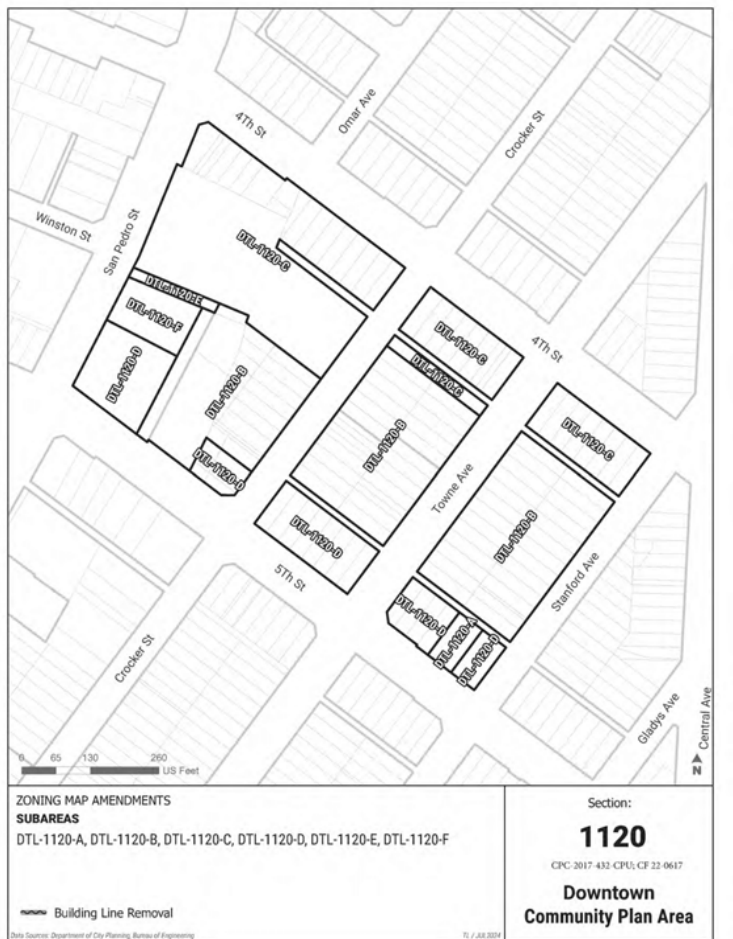 4Th St
Omar Ave
Crocker St
Winston St
San Pedro St
DTL-1120-C
DTL-1120-E
DTL-1120-F
DTL-1120-D
DTL-1120-B
DTL-1120-D
DTL-1120-C
DTL-1120-C
4Th St
DTL-1120-B
DTL-1120-C
Towne Ave
DTL-1120-B
DTL-1120-D
5Th St
Stanford Ave
DTL-1120-D
DTL-1120-A
DTL-1120-D
Crocker St
Gladys Ave
Central Ave
0 65 130 260
US Feet
N
ZONING MAP AMENDMENTS
SUBAREAS
DTL-1120-A, DTL-1120-B, DTL-1120-C, DTL-1120-D, DTL-1120-E, DTL-1120-F
Building Line Removal
Data Sources: Department of City Planning, Bureau of Engineering
TL / JUL 2024
Section:
1120
CPC-2017-432-CPU; CF 22-0617
Downtown
Community Plan Area